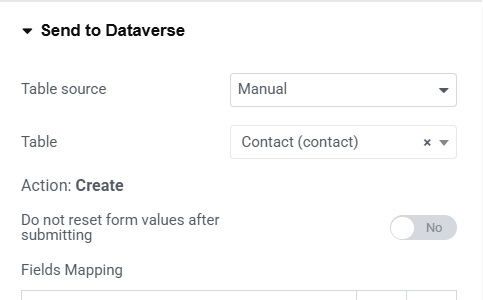 Send to Dataverse
Table source
Manual
Table
Contact (contact)
×
Action: Create
Do not reset form values after
submitting
No
Fields Mapping